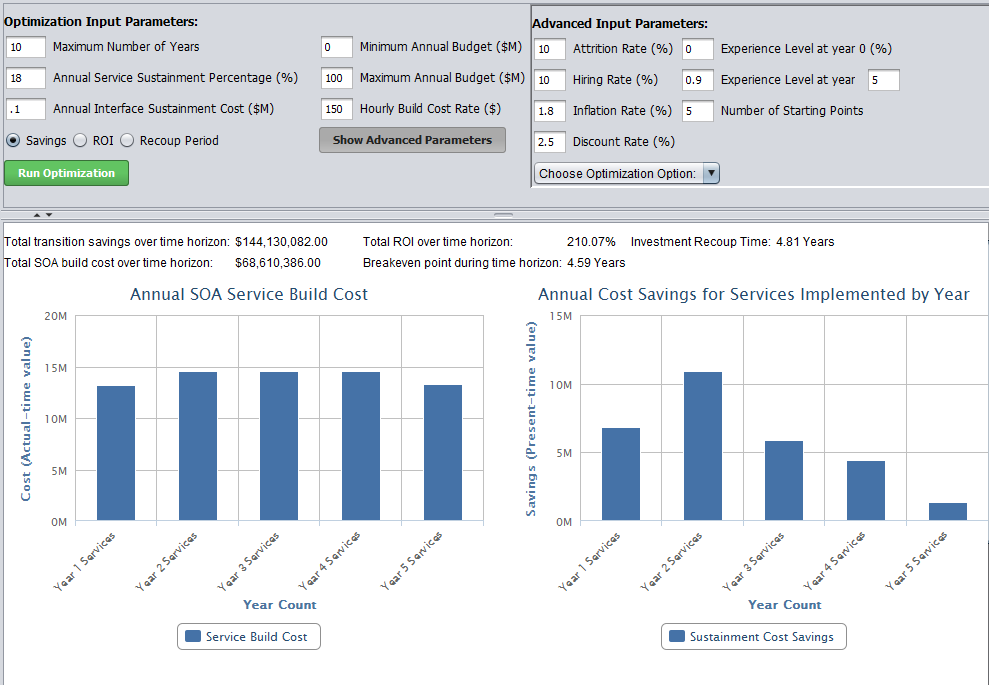 Optimization Input Parameters:
10 Maximum Number of Years
0 Minimum Annual Budget ($M)
18 Annual Service Sustainment Percentage (%)
100 Maximum Annual Budget ($M)
.1 Annual Interface Sustainment Cost ($M)
150 Hourly Build Cost Rate ($)
Savings ROI Recoup Period
Show Advanced Parameters
Run Optimization
Advanced Input Parameters:
10 Attrition Rate (%) 0 Experience Level at year 0 (%)
10 Hiring Rate (%) 0.9 Experience Level at year 5
1.8 Inflation Rate (%) 5 Number of Starting Points
2.5 Discount Rate (%)
Choose Optimization Option:
Total transition savings over time horizon: $144,130,082.00 Total ROI over time horizon: 210.07% Investment Recoup Time: 4.81 Years
Total SOA build cost over time horizon: $68,610,386.00 Breakeven point during time horizon: 4.59 Years
Annual SOA Service Build Cost
Cost (Actual-time value)
20M
15M
10M
5M
0M
Year 1 Services
Year 2 Services
Year 3 Services
Year 4 Services
Year 5 Services
Year Count
Service Build Cost
Annual Cost Savings for Services Implemented by Year
Savings (Present-time value)
15M
10M
5M
0M
Year 1 Services
Year 2 Services
Year 3 Services
Year 4 Services
Year 5 Services
Year Count
Sustainment Cost Savings